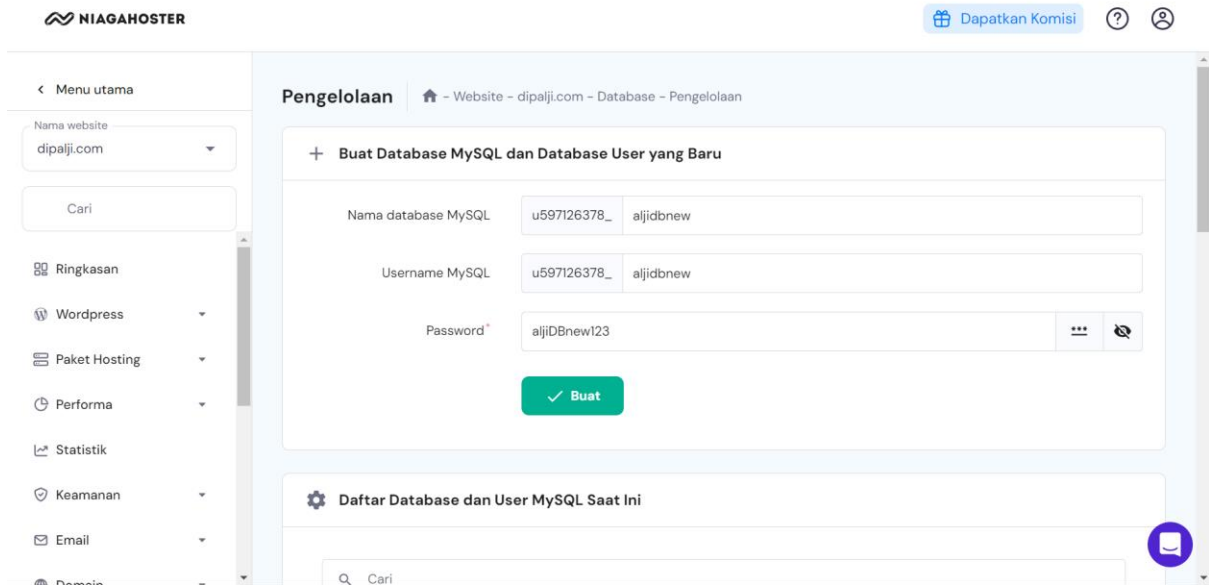 NIAGAHOSTER
Dapatkan Komisi
Menu utama
Nama website
dipalji.com
Cari
Ringkasan
Wordpress
Paket Hosting
Performa
Statistik
Keamanan
Email
Domain
Pengelolaan
- Website - dipalji.com - Database - Pengelolaan
Buat Database MySQL dan Database User yang Baru
Nama database MySQL u597126378_ aljidbnew
Username MySQL u597126378_ aljidbnew
Password* aljiDBnew123
Buat
Daftar Database dan User MySQL Saat Ini
Cari